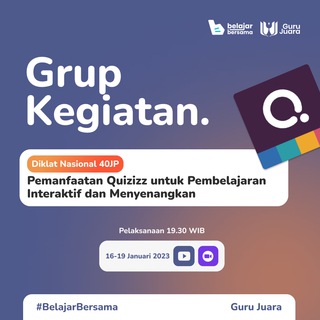 belajar
bersama
Guru
Juara
Grup
Kegiatan.
Diklat Nasional 40JP
Pemanfaatan Quizizz untuk Pembelajaran
Interaktif dan Menyenangkan
Pelaksanaan 19.30 WIB
16-19 Januari 2023
#BelajarBersama
Guru Juara